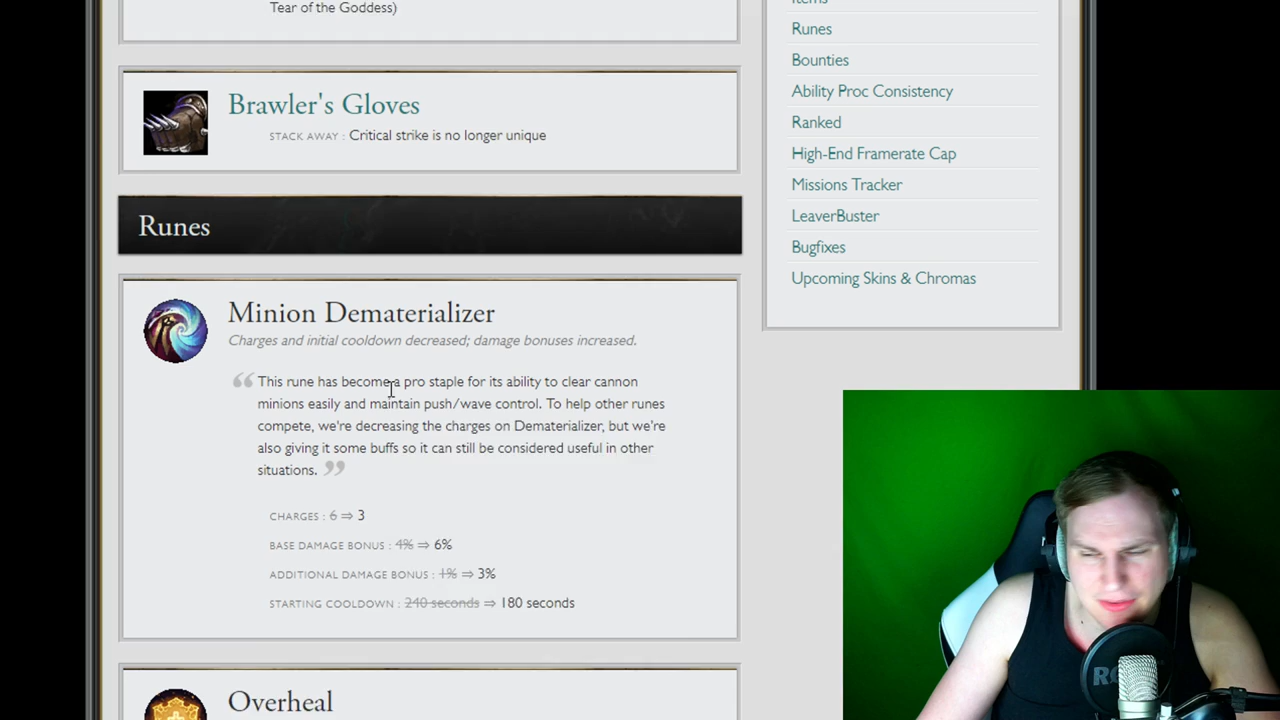 Tear of the Goddess)
Items
Runes
Bounties
Ability Proc Consistency
Ranked
High-End Framerate Cap
Missions Tracker
LeaverBuster
Bugfixes
Upcoming Skins & Chromas
Brawler's Gloves
STACK AWAY : Critical strike is no longer unique
Runes
Minion Dematerializer
Charges and initial cooldown decreased; damage bonuses increased.
“ This rune has become a pro staple for its ability to clear cannon
minions easily and maintain push/wave control. To help other runes
compete, we're decreasing the charges on Dematerializer, but we're
also giving it some buffs so it can still be considered useful in other
situations. ”
CHARGES : 6 ⇒ 3
BASE DAMAGE BONUS : 4% ⇒ 6%
ADDITIONAL DAMAGE BONUS : 1% ⇒ 3%
STARTING COOLDOWN : 240 seconds ⇒ 180 seconds
Overheal